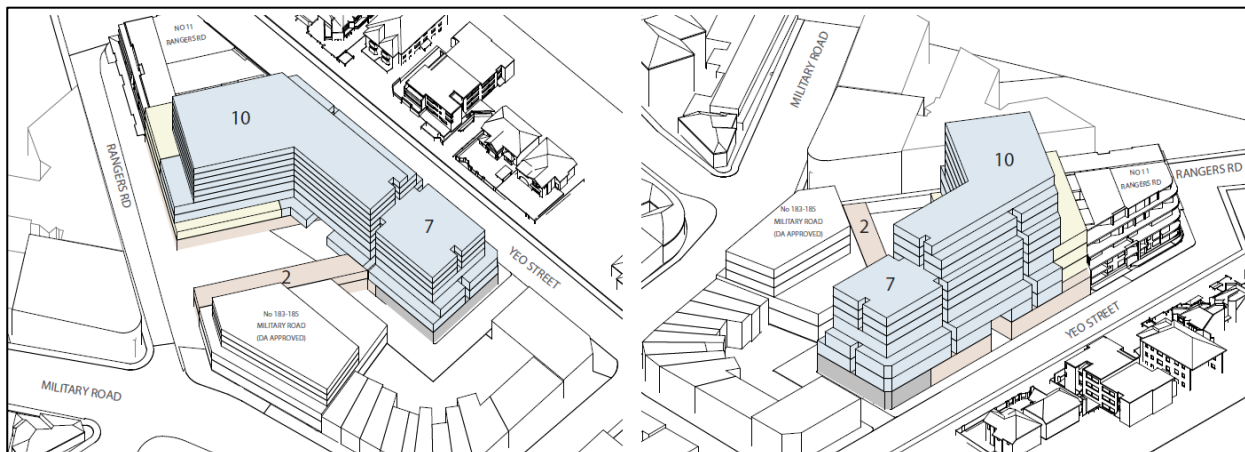 NO 11
RANGERS RD
10
RANGERS RD
7
YEO STREET
2
No 183-185
MILITARY ROAD
(DA APPROVED)
MILITARY ROAD
MILITARY ROAD
10
NO 11
RANGERS RD
RANGERS RD
No 183-185
MILITARY ROAD
(DA APPROVED)
2
7
YEO STREET